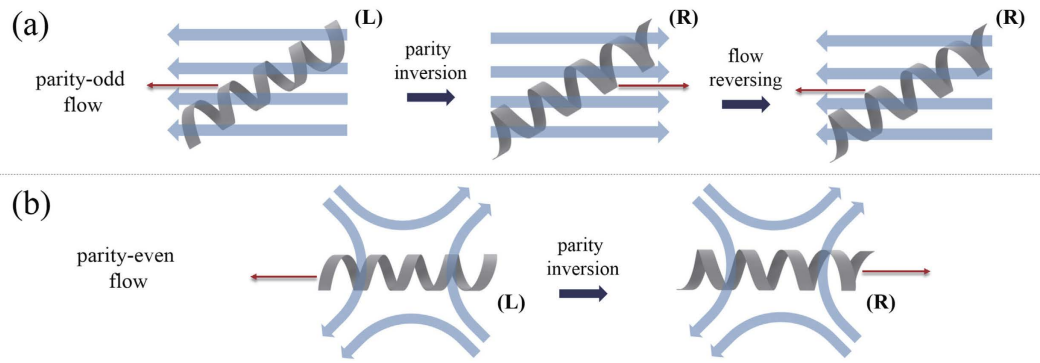 (a)
(L)
(R)
(R)
parity-odd
flow
parity
inversion
flow
reversing
(b)
parity-even
flow
(L)
parity
inversion
(R)